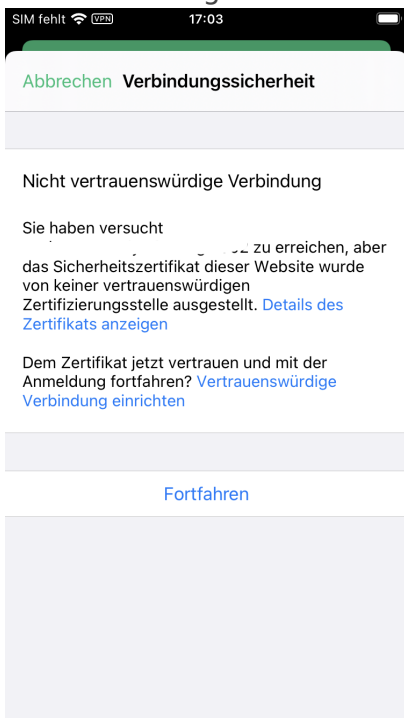 SIM fehlt VPN 17:03
Abbrechen Verbindungssicherheit
Nicht vertrauenswürdige Verbindung
Sie haben versucht
zu erreichen, aber
das Sicherheitszertifikat dieser Website wurde
von keiner vertrauenswürdigen
Zertifizierungsstelle ausgestellt. Details des
Zertifikats anzeigen
Dem Zertifikat jetzt vertrauen und mit der
Anmeldung fortfahren? Vertrauenswürdige
Verbindung einrichten
Fortfahren